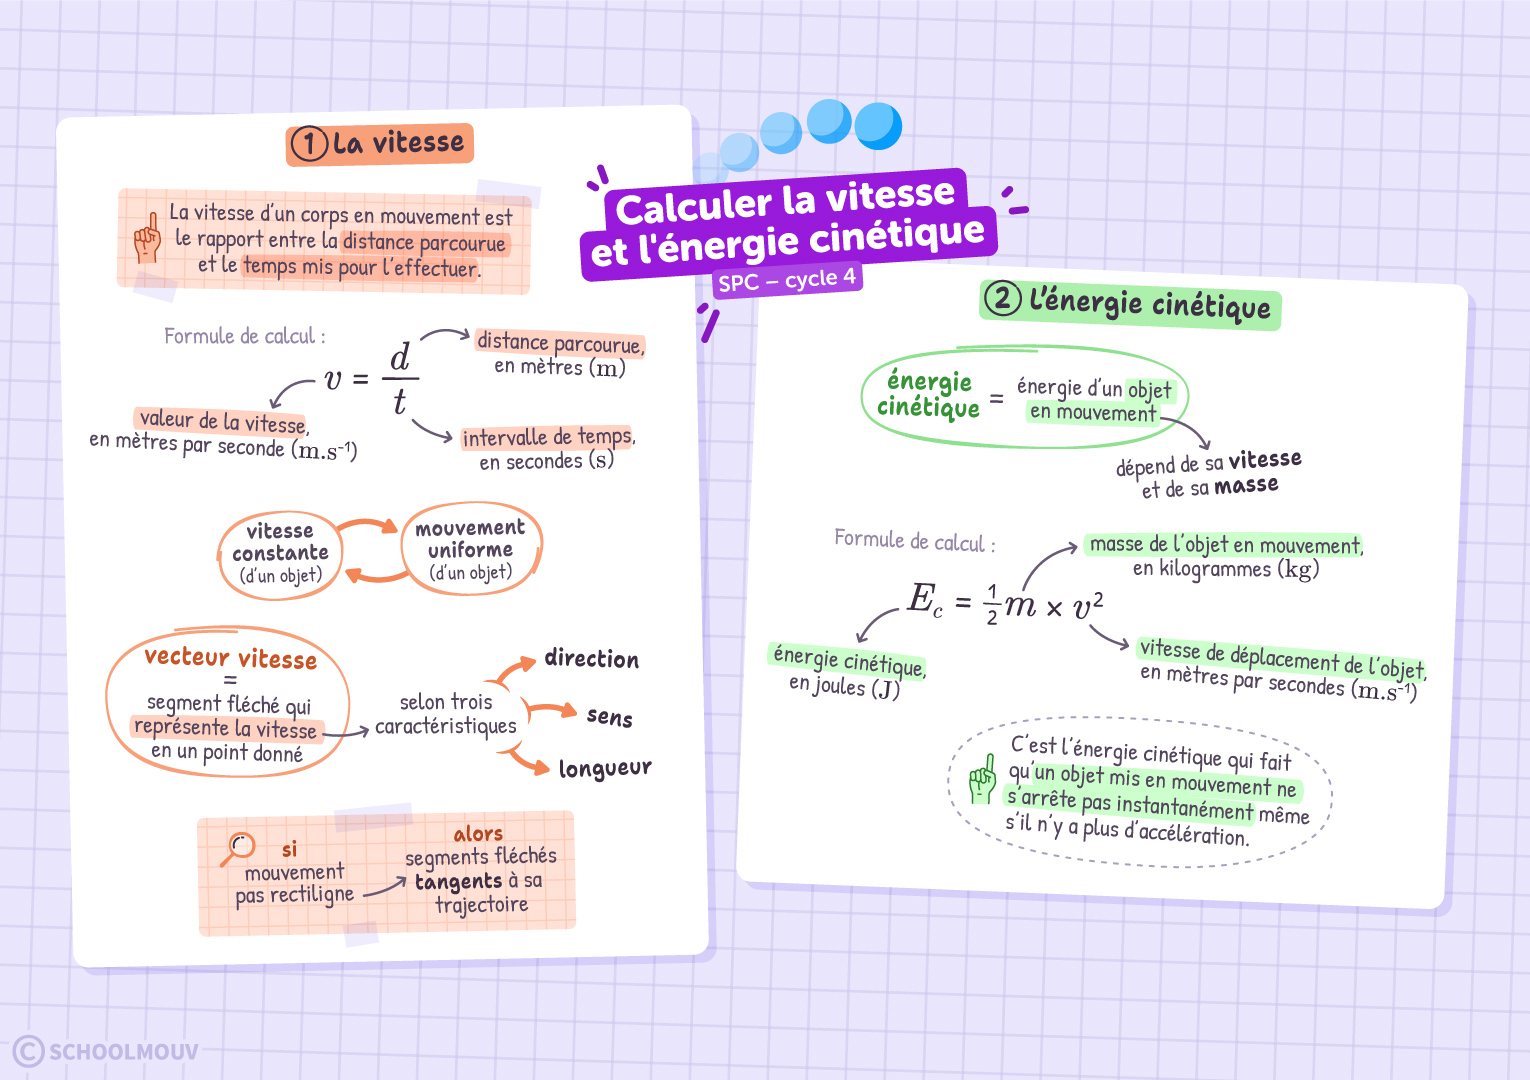 Calculer la vitesse
et l'énergie cinétique
SPC – cycle 4
1 La vitesse
La vitesse d'un corps en mouvement est
le rapport entre la distance parcourue
et le temps mis pour l'effectuer.
Formule de calcul :
v = d/t
distance parcourue,
en mètres (m)
valeur de la vitesse,
en mètres par seconde (m.s⁻¹)
intervalle de temps,
en secondes (s)
vitesse
constante
(d'un objet)
mouvement
uniforme
(d'un objet)
vecteur vitesse
=
segment fléché qui
représente la vitesse
en un point donné
selon trois
caractéristiques
direction
sens
longueur
si
mouvement
pas rectiligne
alors
segments fléchés
tangents à sa
trajectoire
2 L'énergie cinétique
énergie
cinétique
=
énergie d'un objet
en mouvement
dépend de sa vitesse
et de sa masse
Formule de calcul :
E_c = 1/2 m × v²
masse de l'objet en mouvement,
en kilogrammes (kg)
énergie cinétique,
en joules (J)
vitesse de déplacement de l'objet,
en mètres par secondes (m.s⁻¹)
C'est l'énergie cinétique qui fait
qu'un objet mis en mouvement ne
s'arrête pas instantanément même
s'il n'y a plus d'accélération.
© SCHOOLMOUV